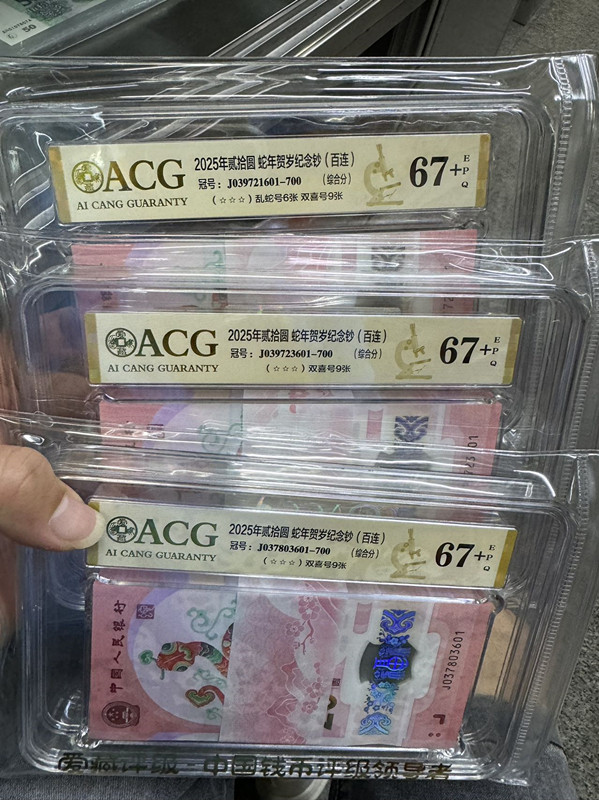 50
ACG
AI CANG GUARANTY
2025年贰拾圆 蛇年贺岁纪念钞（百连）
冠号：J039721601-700 （综合分）
（☆☆☆）乱蛇号6张 双喜号9张
67+
EPQ
ACG
AI CANG GUARANTY
2025年贰拾圆 蛇年贺岁纪念钞（百连）
冠号：J039723601-700 （综合分）
（☆☆☆）双喜号9张
67+
EPQ
ACG
AI CANG GUARANTY
2025年贰拾圆 蛇年贺岁纪念钞（百连）
冠号：J037803601-700 （综合分）
（☆☆☆）双喜号9张
67+
EPQ
中国人民银行
J037803601
爱藏评级·中国钱币评级领导者